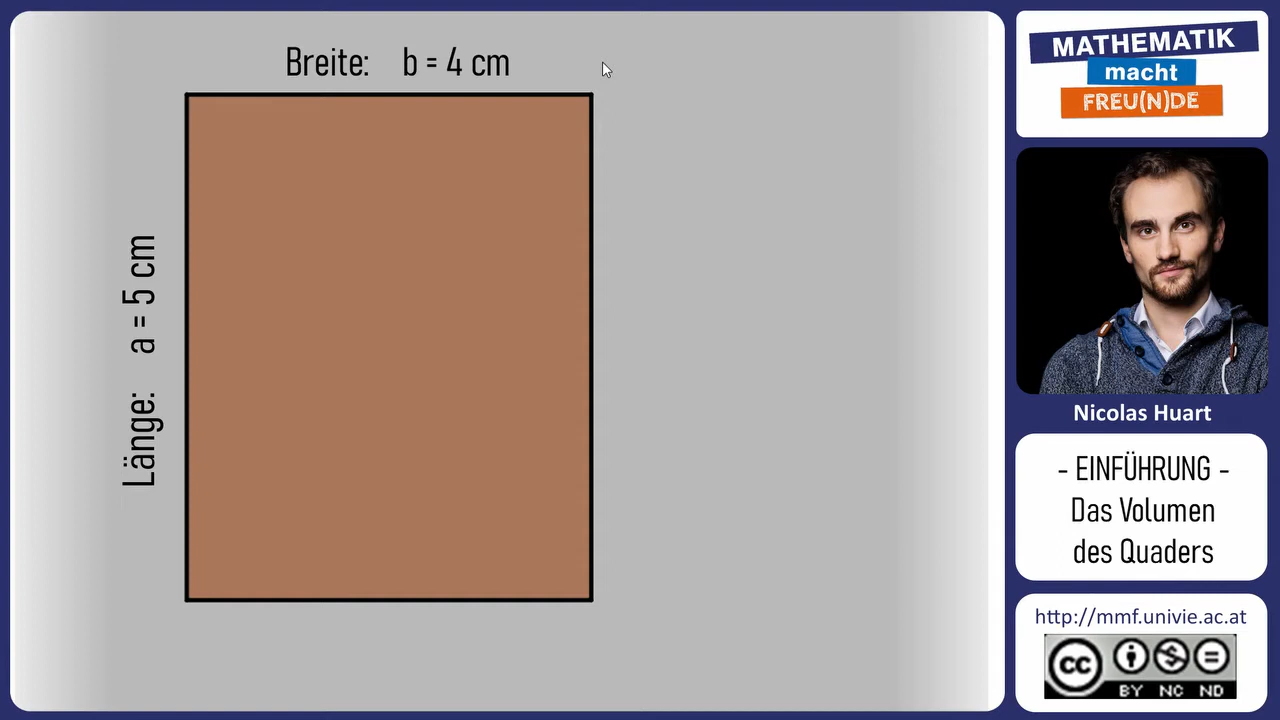 Breite: b = 4 cm
Länge: a = 5 cm
MATHEMATIK
macht
FREU(N)DE
Nicolas Huart
- EINFÜHRUNG -
Das Volumen
des Quaders
http://mmf.univie.ac.at
cc
BY NC ND